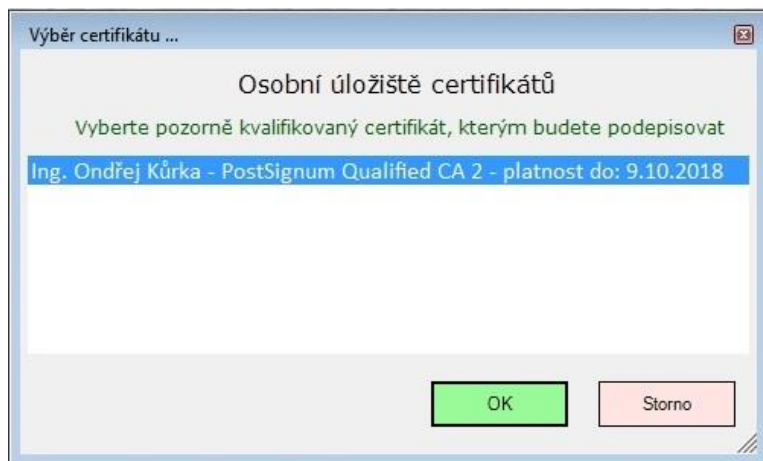 Výběr certifikátu ...
Osobní úložiště certifikátů
Vyberte pozorně kvalifikovaný certifikát, kterým budete podepisovat
Ing. Ondřej Kůrka - PostSignum Qualified CA 2 - platnost do: 9.10.2018
OK
Storno